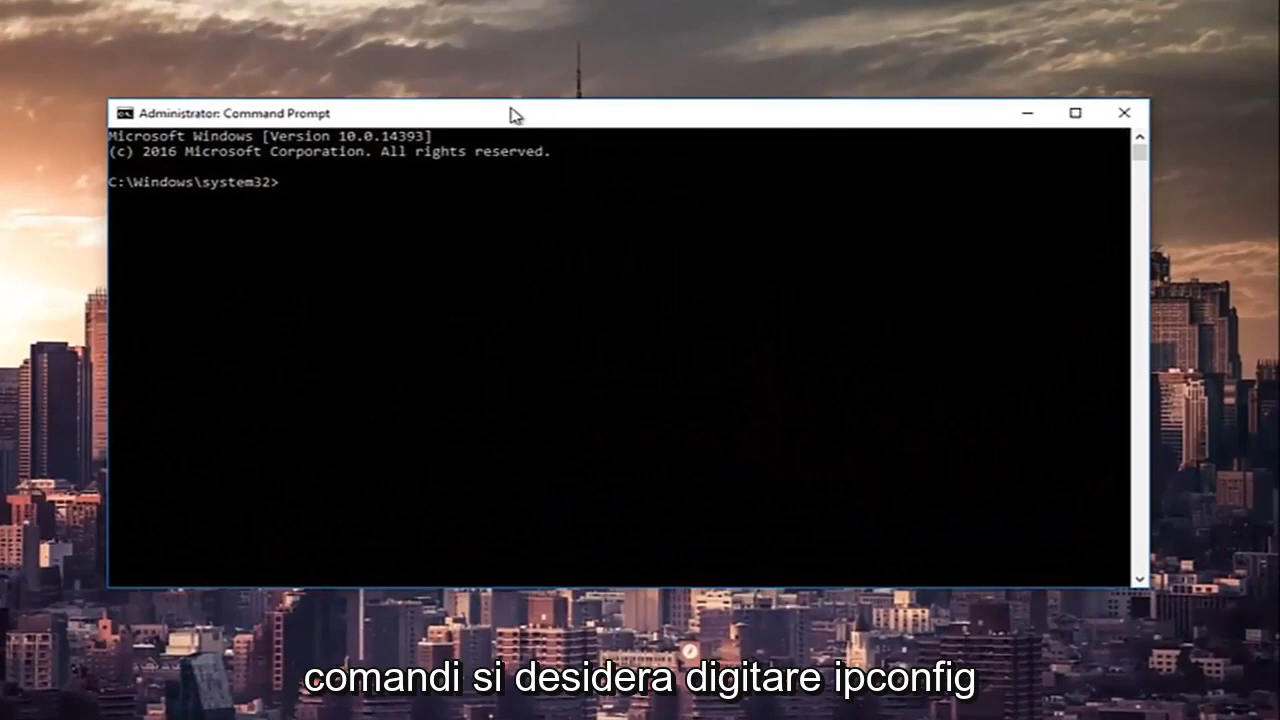 Administrator: Command Prompt
Microsoft Windows [Version 10.0.14393]
(c) 2016 Microsoft Corporation. All rights reserved.
C:\Windows\system32>
comandi si desidera digitare ipconfig